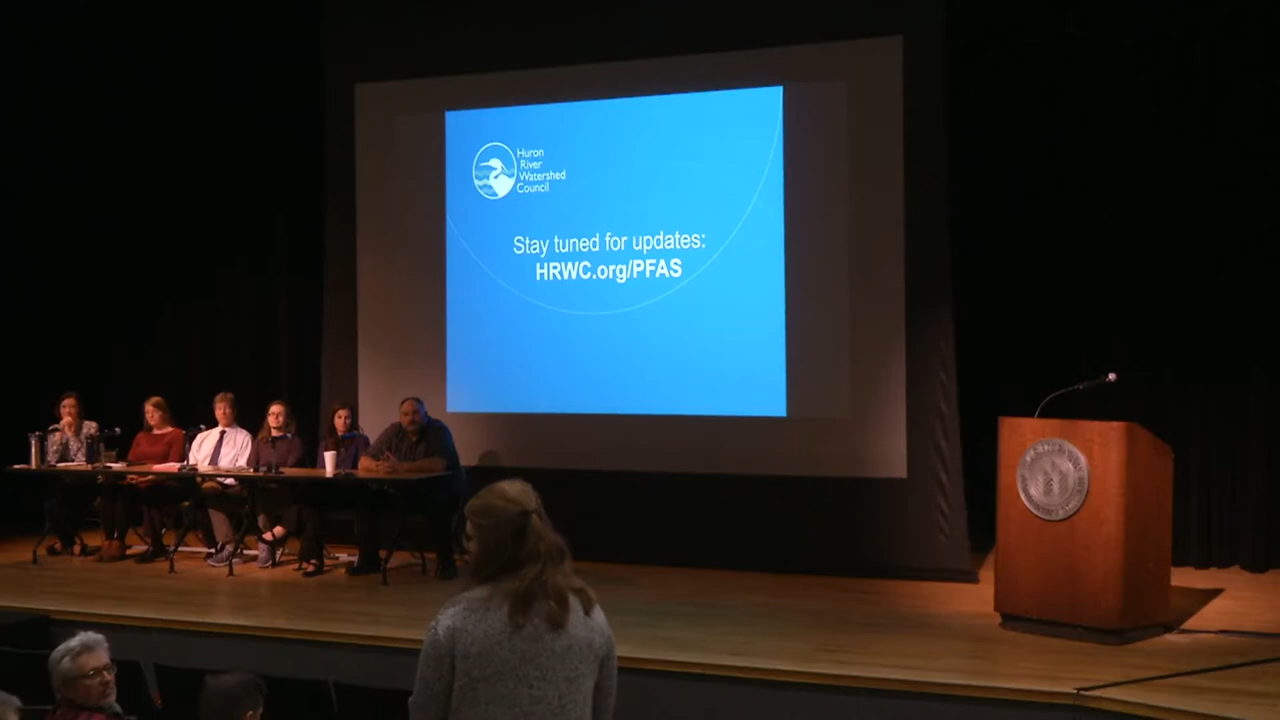 Huron
River
Watershed
Council
Stay tuned for updates:
HRWC.org/PFAS